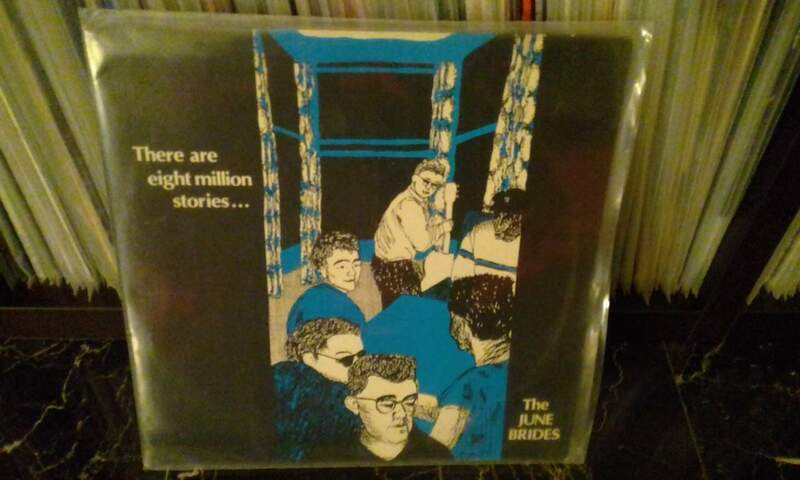 There are
eight million
stories...
The
JUNE
BRIDES